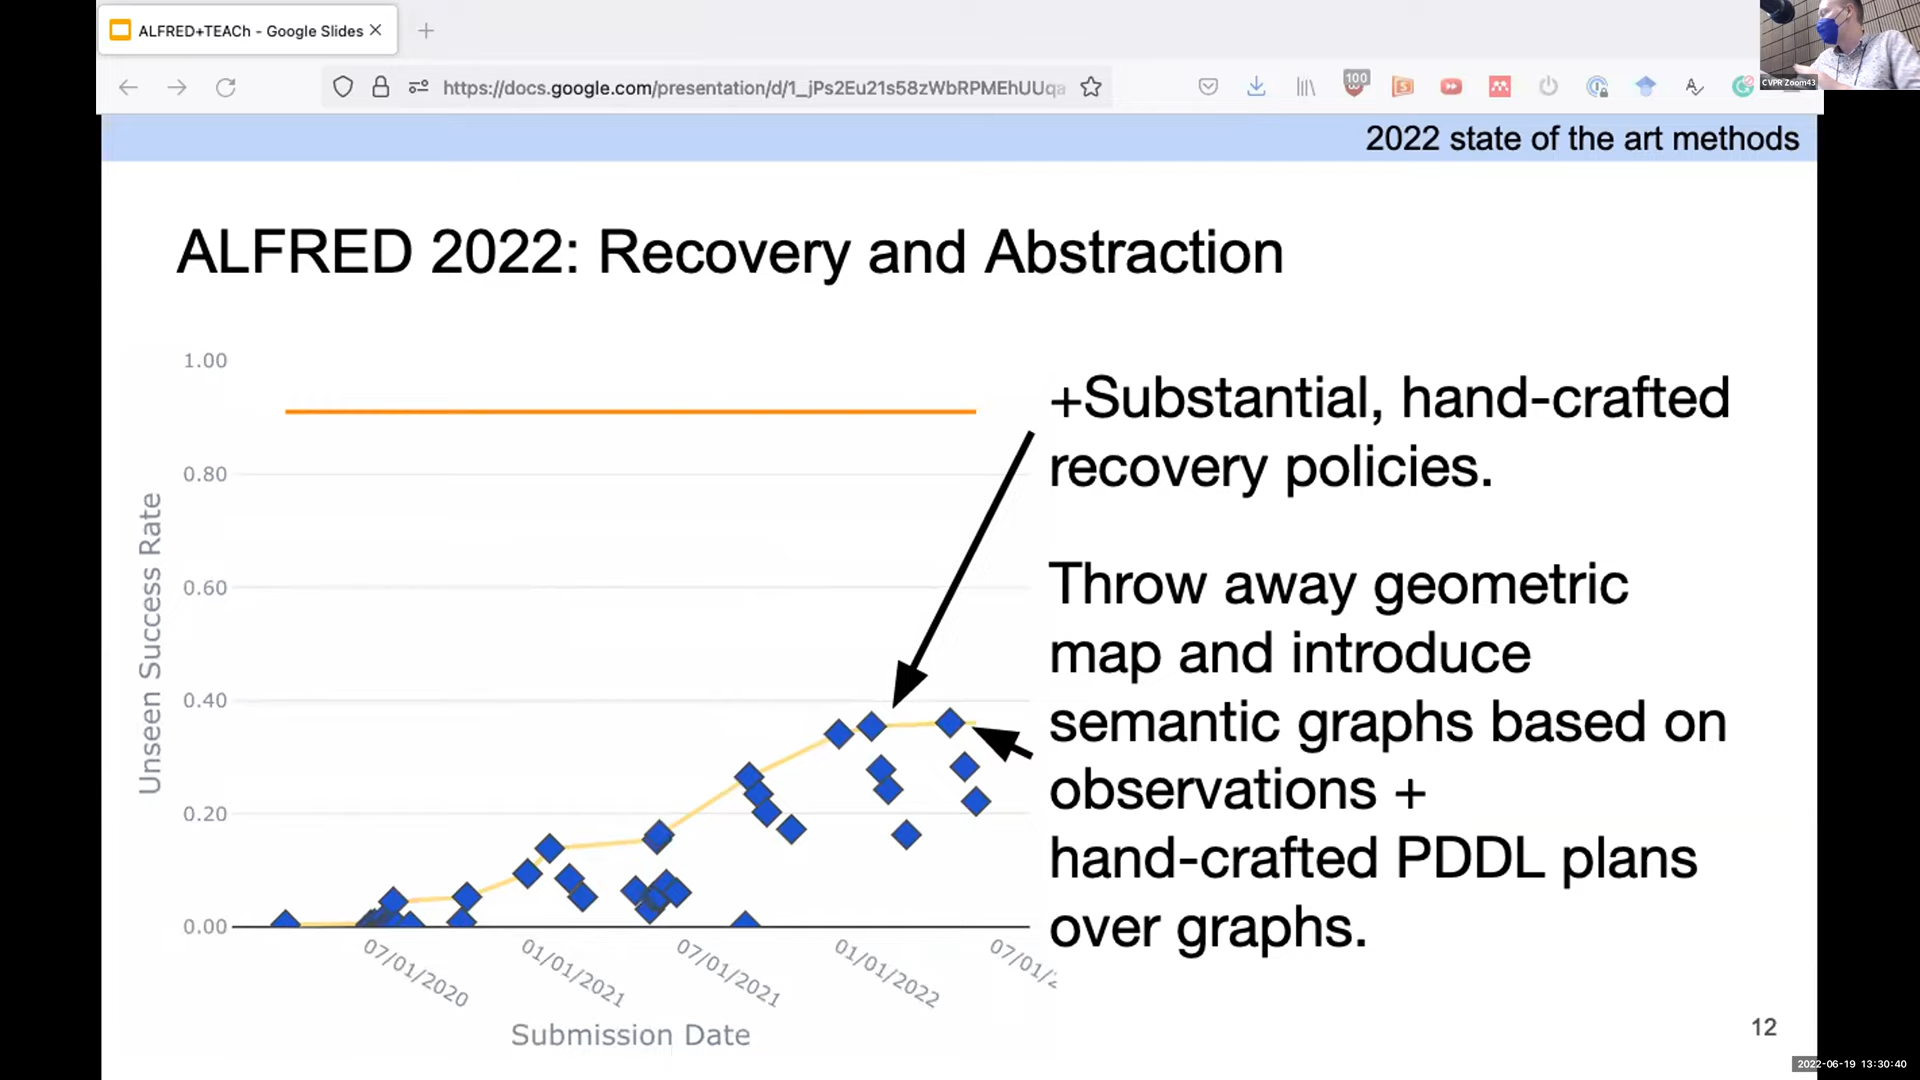 ALFRED+TEACh - Google Slides
https://docs.google.com/presentation/d/1_jPs2Eu21s58zWbRPMEhUUqa
100
CVPR Zoom43
2022 state of the art methods
ALFRED 2022: Recovery and Abstraction
1.00
0.80
0.60
0.40
0.20
0.00
Unseen Success Rate
07/01/2020
01/01/2021
07/01/2021
01/01/2022
07/01/2
Submission Date
+Substantial, hand-crafted
recovery policies.
Throw away geometric
map and introduce
semantic graphs based on
observations +
hand-crafted PDDL plans
over graphs.
12
2022-06-19 13:30:40